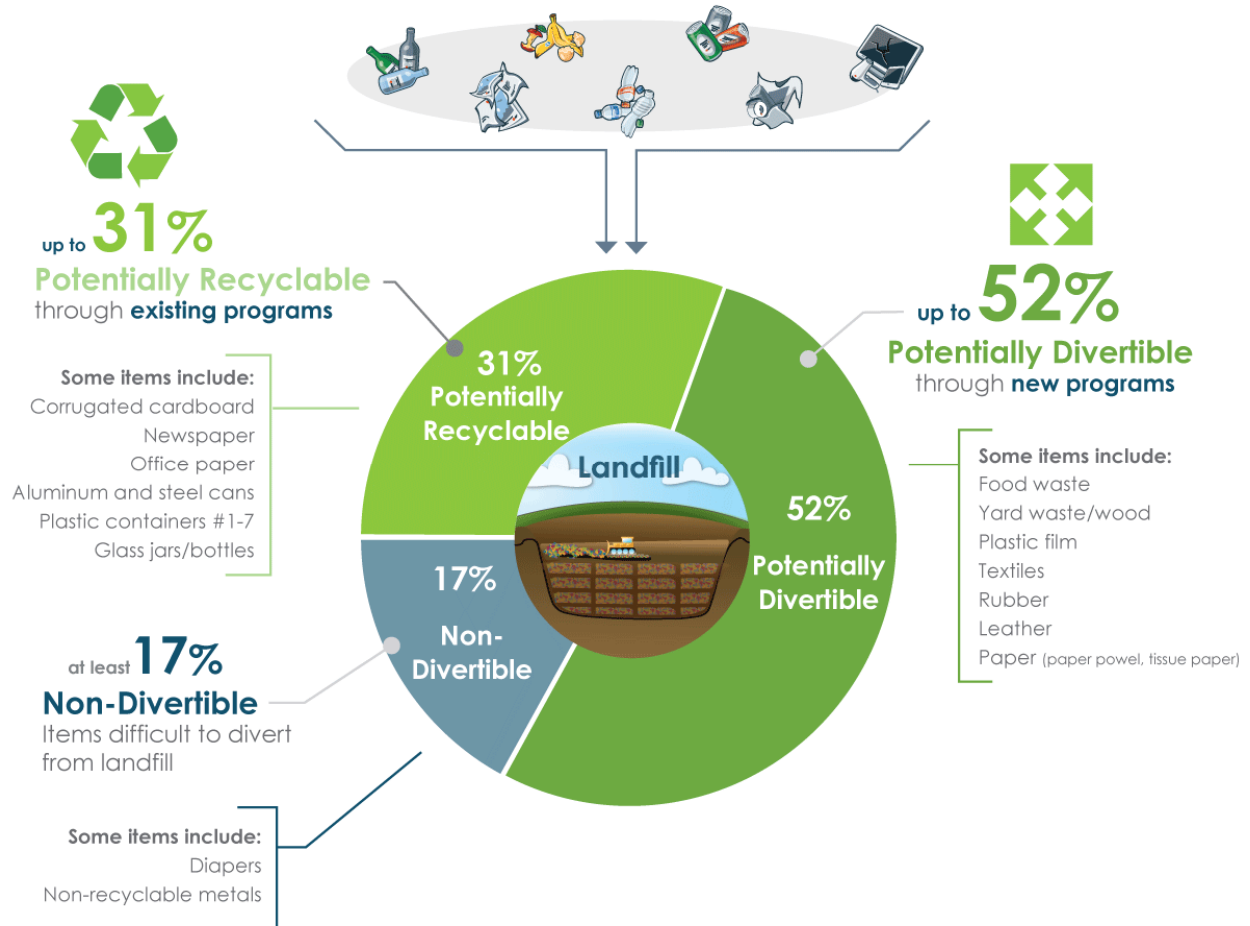 up to 31%
Potentially Recyclable
through existing programs
Some items include:
Corrugated cardboard
Newspaper
Office paper
Aluminum and steel cans
Plastic containers #1-7
Glass jars/bottles
at least 17%
Non-Divertible
Items difficult to divert
from landfill
Some items include:
Diapers
Non-recyclable metals
31%
Potentially
Recyclable
Landfill
17%
Non-
Divertible
52%
Potentially
Divertible
up to 52%
Potentially Divertible
through new programs
Some items include:
Food waste
Yard waste/wood
Plastic film
Textiles
Rubber
Leather
Paper (paper powel, tissue paper)